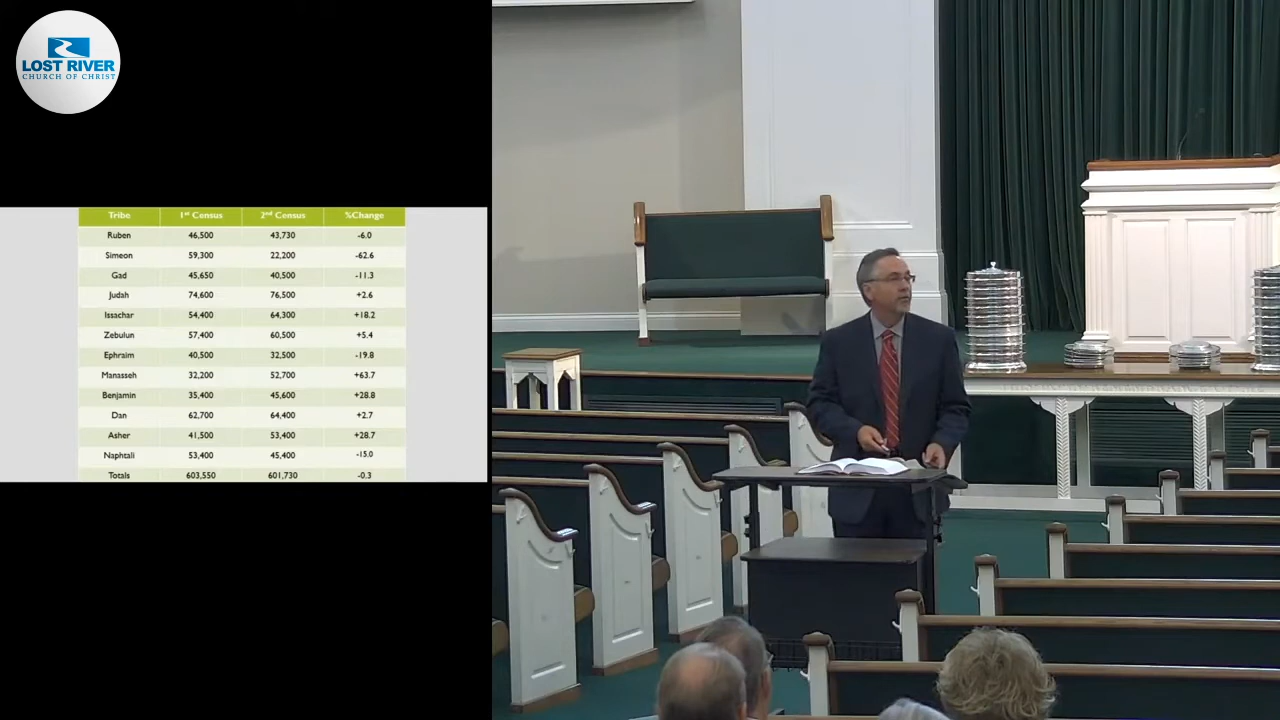 LOST RIVER
CHURCH OF CHRIST
Tribe 1st Census 2nd Census %Change
Ruben 46,500 43,730 -6.0
Simeon 59,300 22,200 -62.6
Gad 45,650 40,500 -11.3
Judah 74,600 76,500 +2.6
Issachar 54,400 64,300 +18.2
Zebulun 57,400 60,500 +5.4
Ephraim 40,500 32,500 -19.8
Manasseh 32,200 52,700 +63.7
Benjamin 35,400 45,600 +28.8
Dan 62,700 64,400 +2.7
Asher 41,500 53,400 +28.7
Naphtali 53,400 45,400 -15.0
Totals 603,550 601,730 -0.3